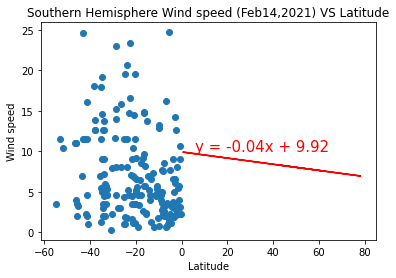 Southern Hemisphere Wind speed (Feb14,2021) VS Latitude
25
20
15
10
5
0
Wind speed
y = -0.04x + 9.92
−60 −40 −20 0 20 40 60 80
Latitude